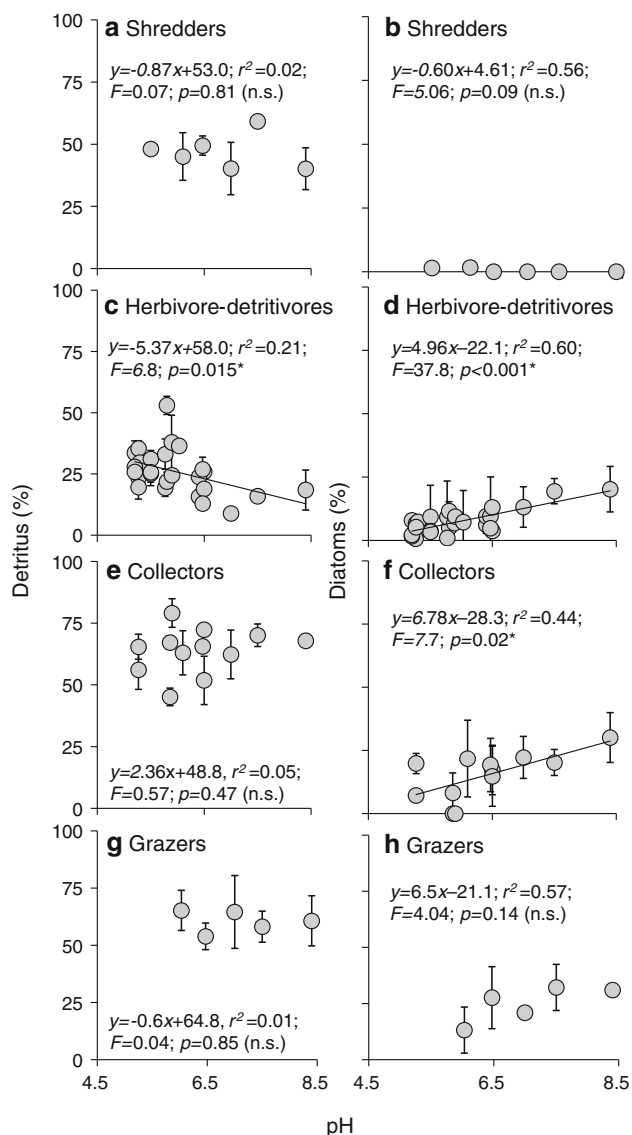 a Shredders
y=-0.87x+53.0; r²=0.02;
F=0.07; p=0.81 (n.s.)
100
75
50
25
0
b Shredders
y=-0.60x+4.61; r²=0.56;
F=5.06; p=0.09 (n.s.)
c Herbivore-detritivores
y=-5.37x+58.0; r²=0.21;
F=6.8; p=0.015*
100
75
50
25
0
d Herbivore-detritivores
y=4.96x–22.1; r²=0.60;
F=37.8; p<0.001*
Detritus (%)
Diatoms (%)
e Collectors
100
75
50
25
0
y=2.36x+48.8, r²=0.05;
F=0.57; p=0.47 (n.s.)
f Collectors
y=6.78x–28.3; r²=0.44;
F=7.7; p=0.02*
g Grazers
100
75
50
25
0
y=-0.6x+64.8, r²=0.01;
F=0.04; p=0.85 (n.s.)
h Grazers
y=6.5x–21.1; r²=0.57;
F=4.04; p=0.14 (n.s.)
4.5 6.5 8.5
4.5 6.5 8.5
pH